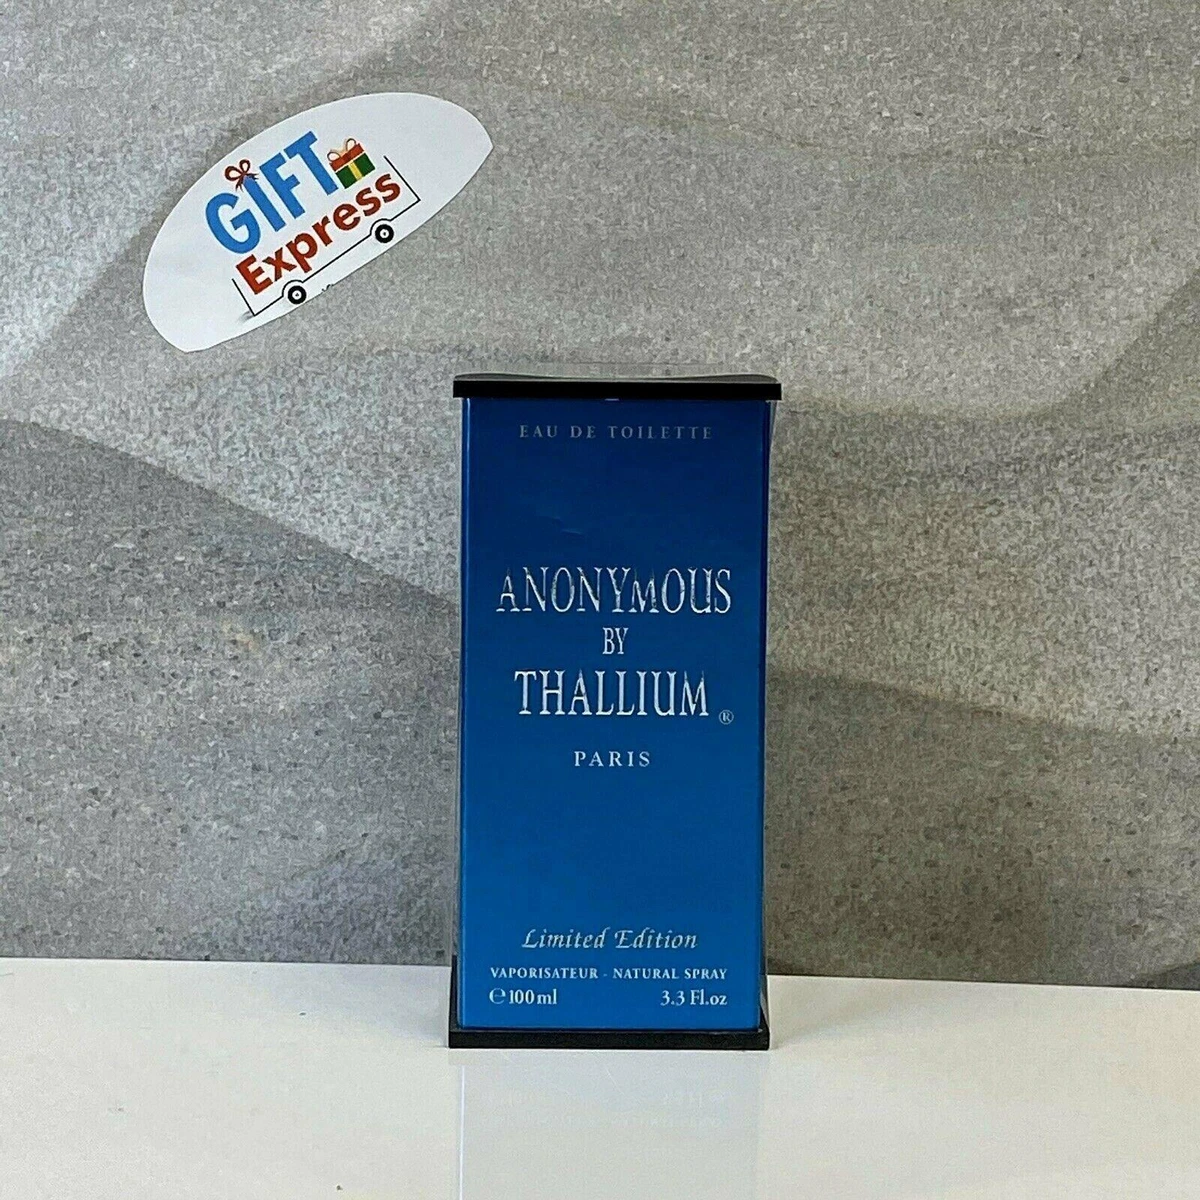 GIFT
Express
EAU DE TOILETTE
ANONYMOUS
BY
THALLIUM ®
PARIS
Limited Edition
VAPORISATEUR - NATURAL SPRAY
℮100ml 3.3 Fl.oz